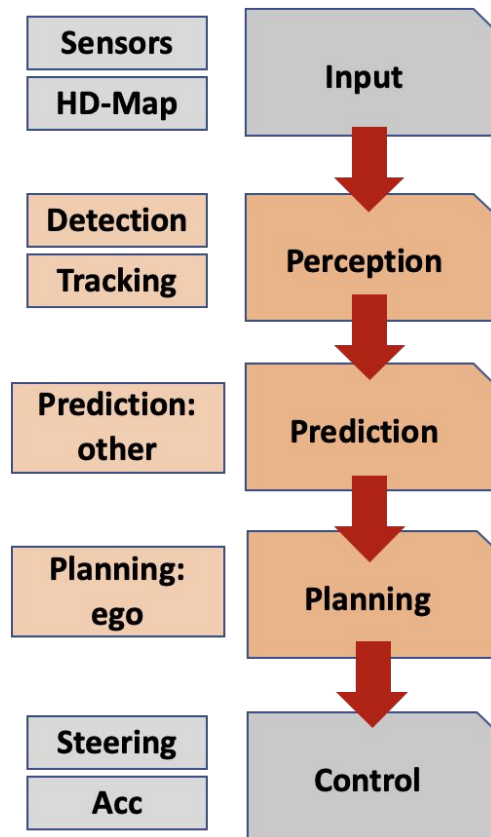 Sensors
HD-Map
Input
Detection
Tracking
Perception
Prediction:
other
Prediction
Planning:
ego
Planning
Steering
Acc
Control